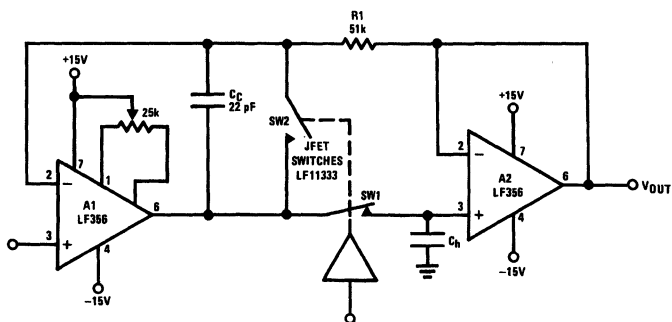 R1
51k
+15V
25k
CC
22 pF
SW2
JFET
SWITCHES
LF11333
SW1
+15V
2
7
1
A1
LF356
6
3
4
-15V
Ch
2
7
A2
LF356
6
VOUT
3
4
-15V